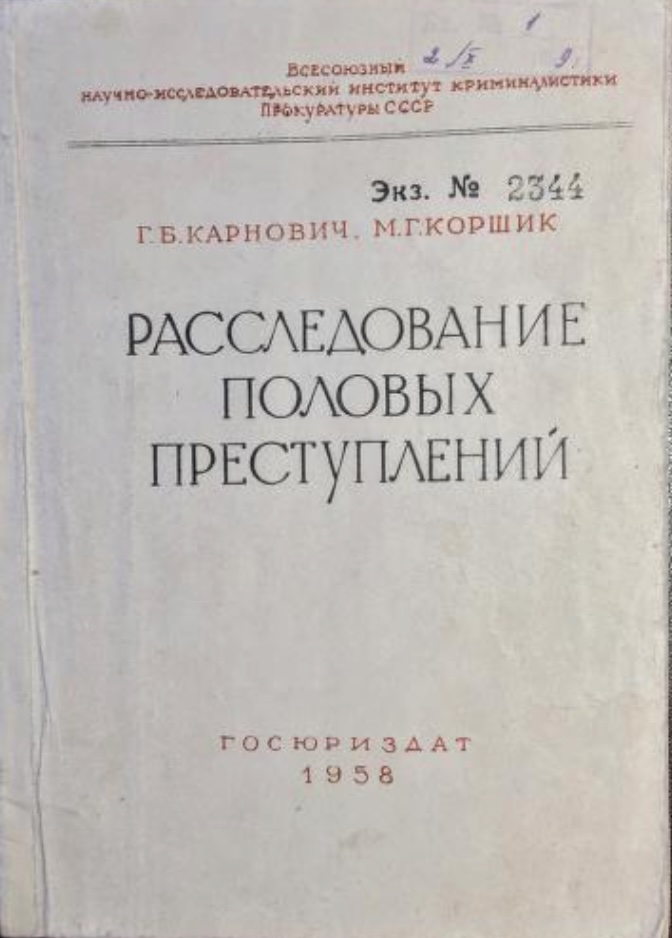 Всесоюзный
научно-исследовательский институт криминалистики
Прокуратуры СССР
Экз. № 2344
Г. Б. КАРНОВИЧ, М. Г. КОРШИК
РАССЛЕДОВАНИЕ
ПОЛОВЫХ
ПРЕСТУПЛЕНИЙ
ГОСЮРИЗДАТ
1958